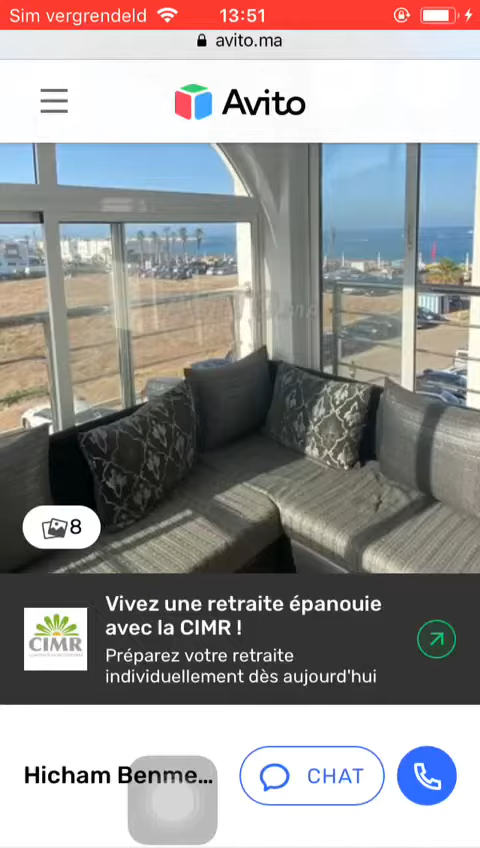 Sim vergrendeld
13:51
avito.ma
Avito
8
CIMR
Vivez une retraite épanouie
avec la CIMR !
Préparez votre retraite
individuellement dès aujourd'hui
Hicham Benme...
CHAT